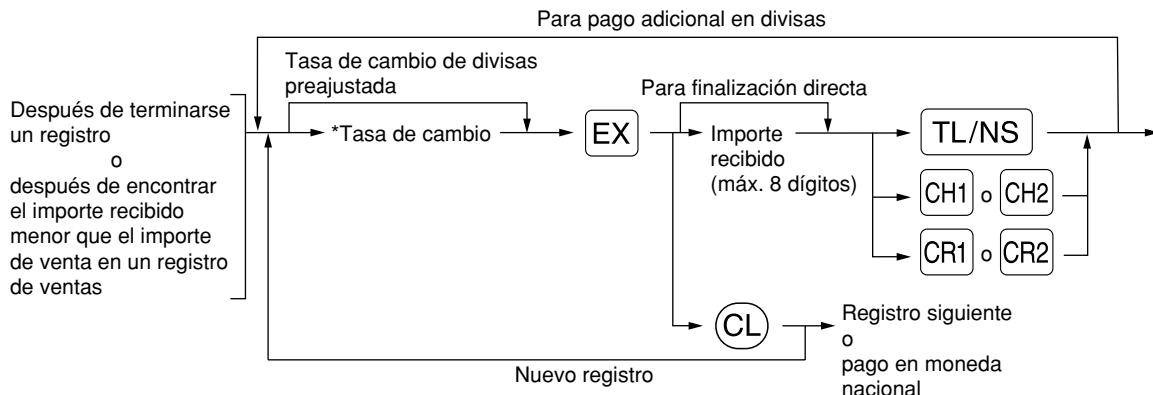 Para pago adicional en divisas
Tasa de cambio de divisas
preajustada
Para finalización directa
Después de terminarse
un registro
o
después de encontrar
el importe recibido
menor que el importe
de venta en un registro
de ventas
*Tasa de cambio
EX
Importe
recibido
(máx. 8 dígitos)
TL/NS
CH1 o CH2
CR1 o CR2
CL
Registro siguiente
o
pago en moneda
nacional
Nuevo registro